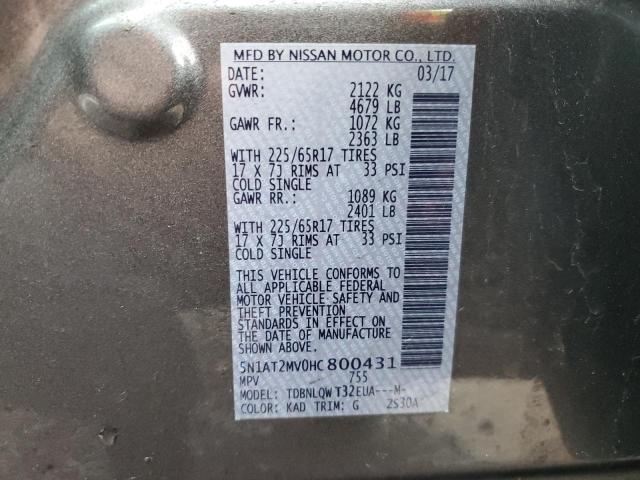 MFD BY NISSAN MOTOR CO., LTD.
DATE: 03/17
GVWR: 2122 KG
4679 LB
GAWR FR.: 1072 KG
2363 LB
WITH 225/65R17 TIRES
17 X 7J RIMS AT 33 PSI
COLD SINGLE
GAWR RR.: 1089 KG
2401 LB
WITH 225/65R17 TIRES
17 X 7J RIMS AT 33 PSI
COLD SINGLE
THIS VEHICLE CONFORMS TO
ALL APPLICABLE FEDERAL
MOTOR VEHICLE SAFETY AND
THEFT PREVENTION
STANDARDS IN EFFECT ON
THE DATE OF MANUFACTURE
SHOWN ABOVE.
5N1AT2MV0HC800431
MPV 755
MODEL: TDBNLQWT32EUA---M-
COLOR: KAD TRIM: G 2S30A